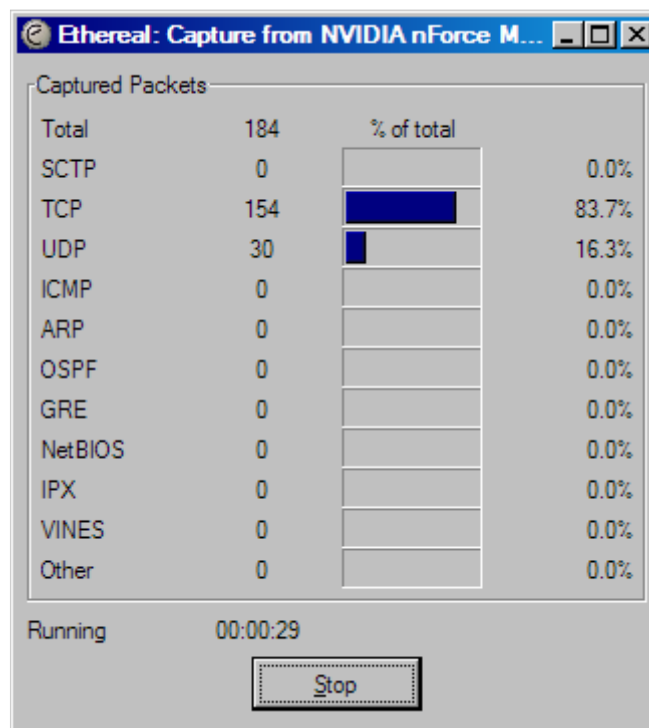 Ethereal: Capture from NVIDIA nForce M...
Captured Packets
Total 184 % of total
SCTP 0 0.0%
TCP 154 83.7%
UDP 30 16.3%
ICMP 0 0.0%
ARP 0 0.0%
OSPF 0 0.0%
GRE 0 0.0%
NetBIOS 0 0.0%
IPX 0 0.0%
VINES 0 0.0%
Other 0 0.0%
Running 00:00:29
Stop